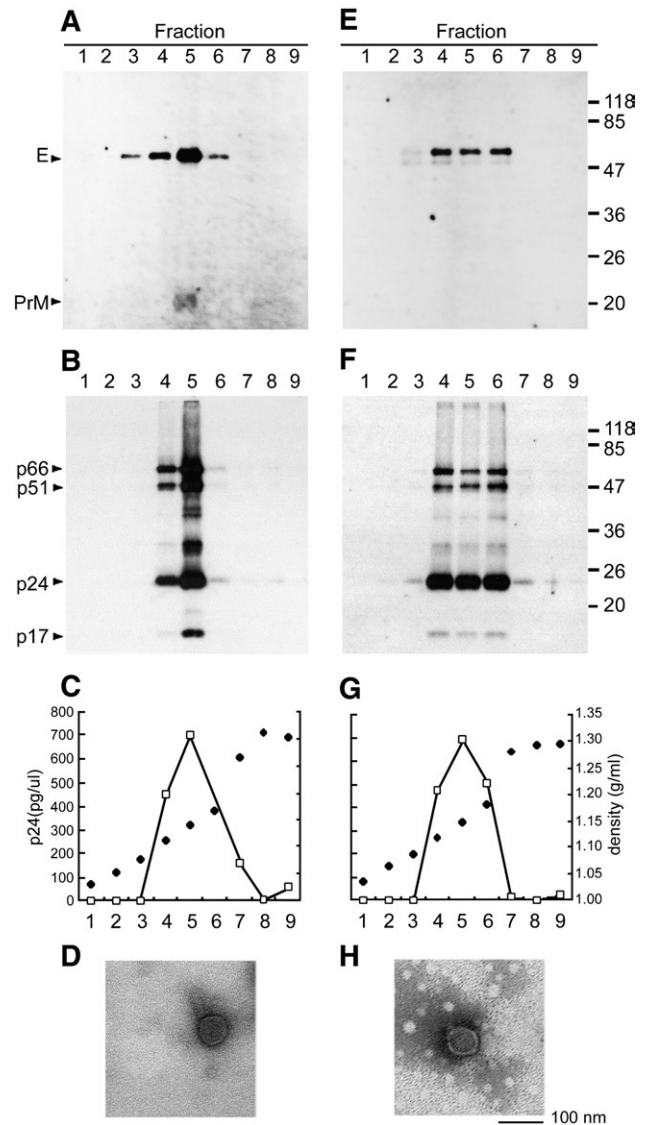 A
Fraction
1 2 3 4 5 6 7 8 9
E
PrM
E
Fraction
1 2 3 4 5 6 7 8 9
118
85
47
36
26
20
B
1 2 3 4 5 6 7 8 9
p66
p51
p24
p17
F
1 2 3 4 5 6 7 8 9
118
85
47
36
26
20
C
800
700
600
500
400
300
200
100
0
p24(pg/ul)
1 2 3 4 5 6 7 8 9
G
1.35
1.30
1.25
1.20
1.15
1.10
1.05
1.00
density (g/ml)
1 2 3 4 5 6 7 8 9
D
H
100 nm